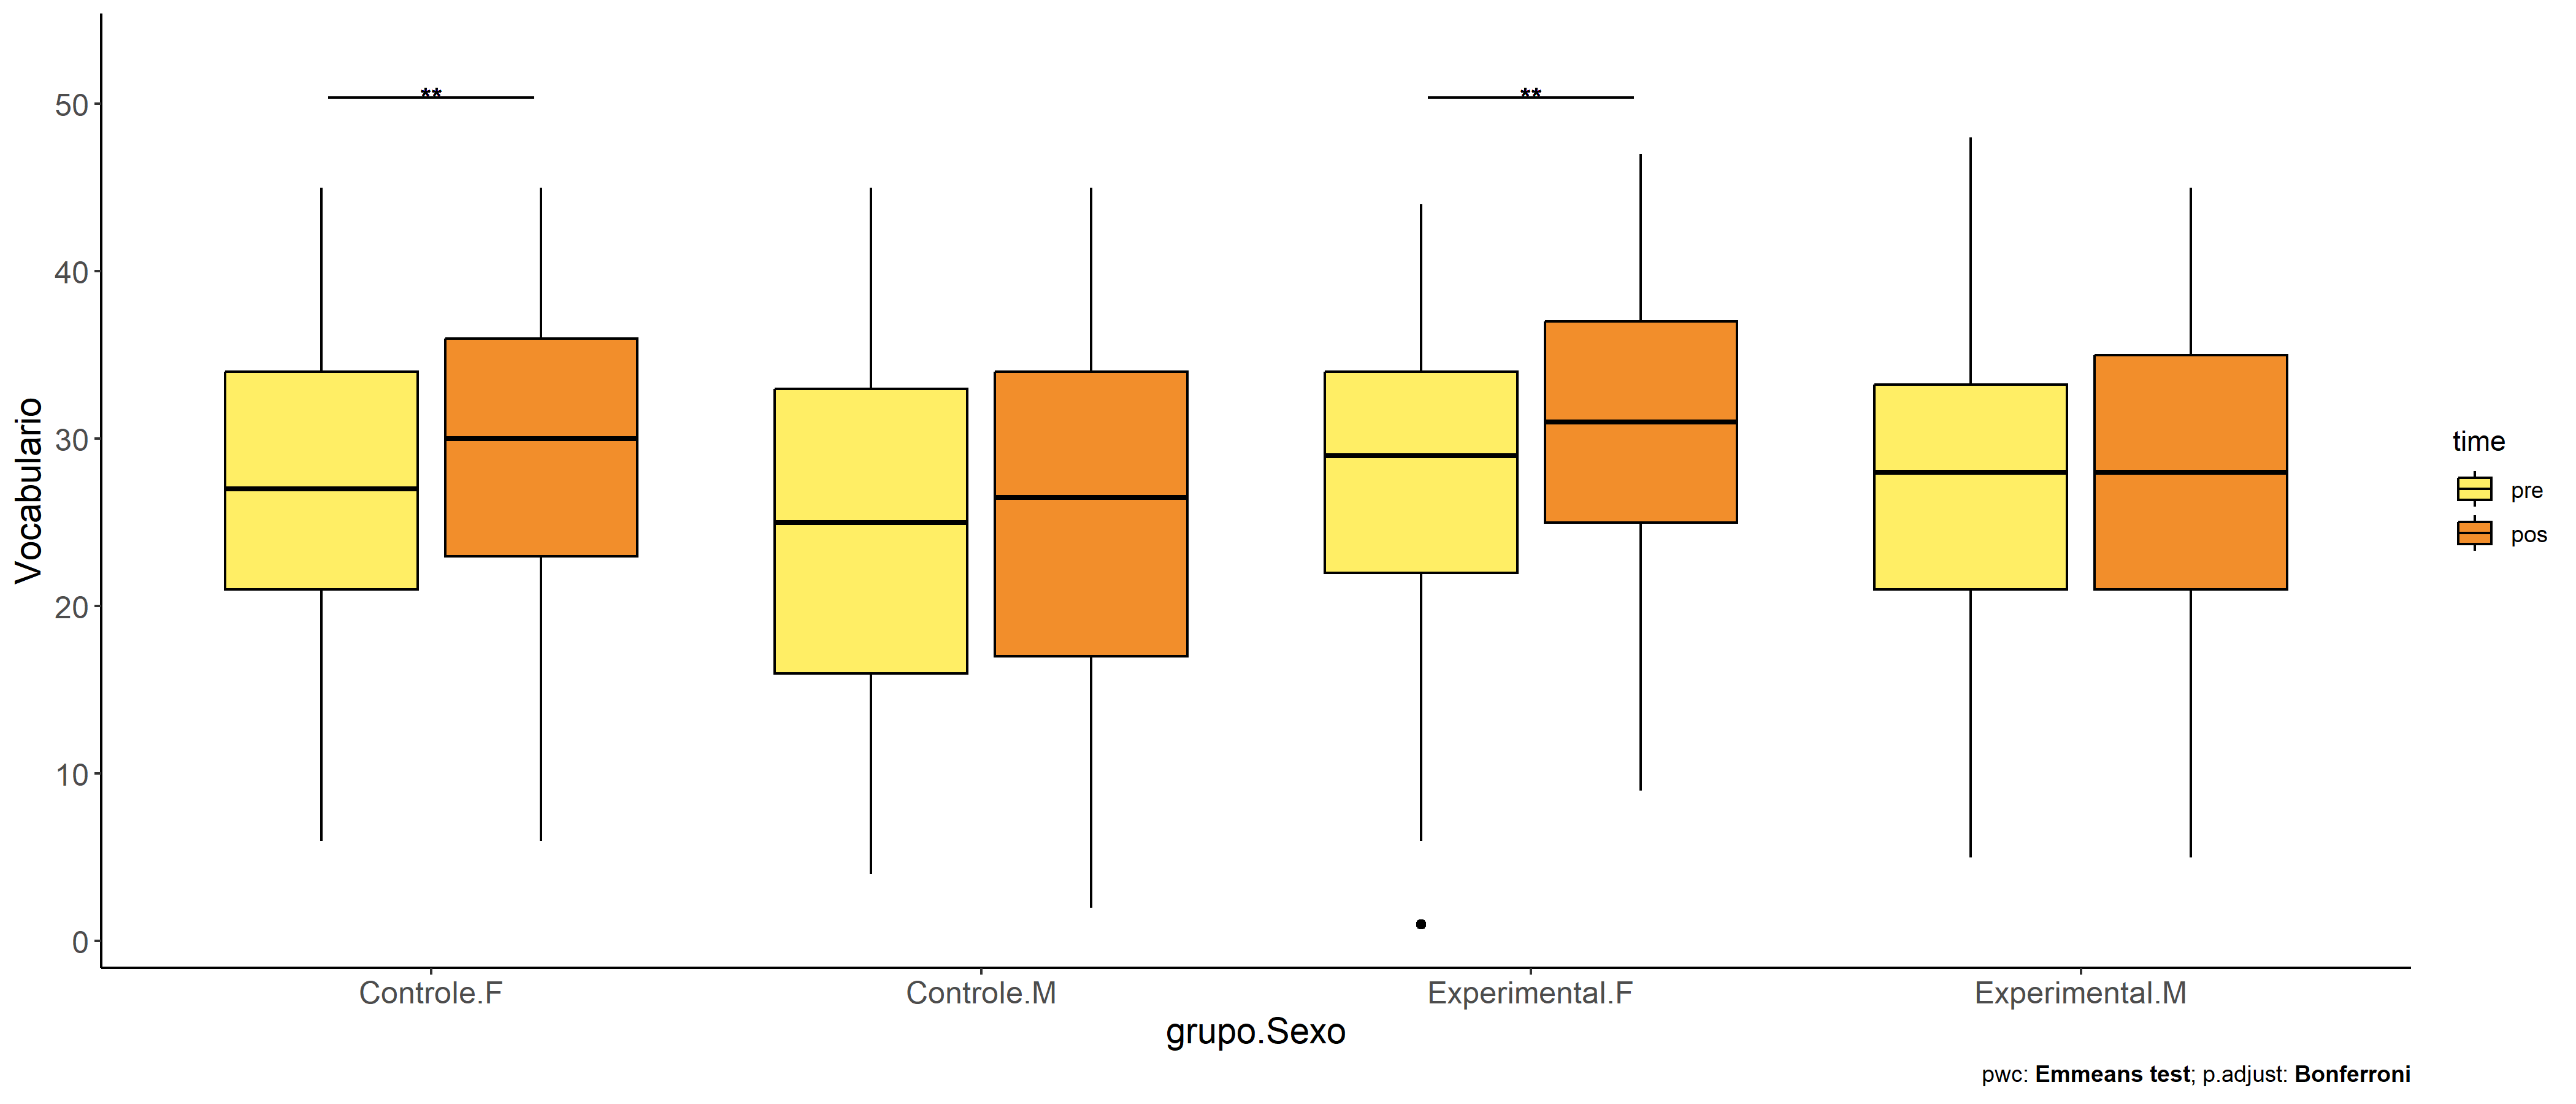 **
**
50
40
30
20
10
0
Vocabulario
Controle.F
Controle.M
Experimental.F
Experimental.M
grupo.Sexo
time
pre
pos
pwc: Emmeans test; p.adjust: Bonferroni